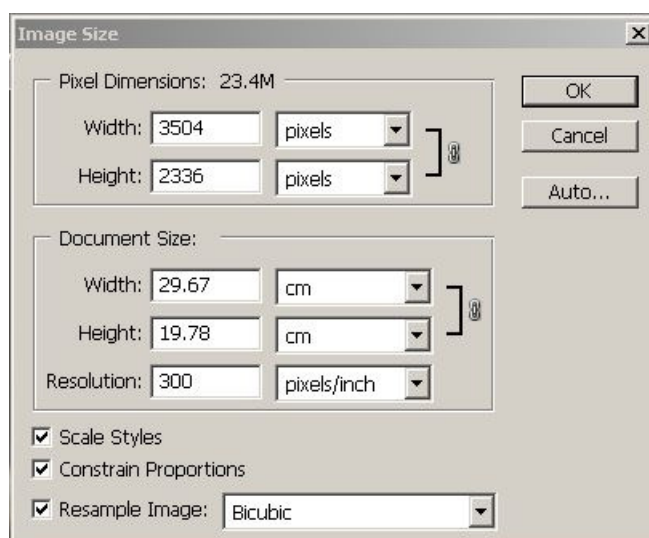 Image Size
Pixel Dimensions: 23.4M
OK
Width: 3504 pixels
Cancel
Height: 2336 pixels
Auto...
Document Size:
Width: 29.67 cm
Height: 19.78 cm
Resolution: 300 pixels/inch
Scale Styles
Constrain Proportions
Resample Image: Bicubic